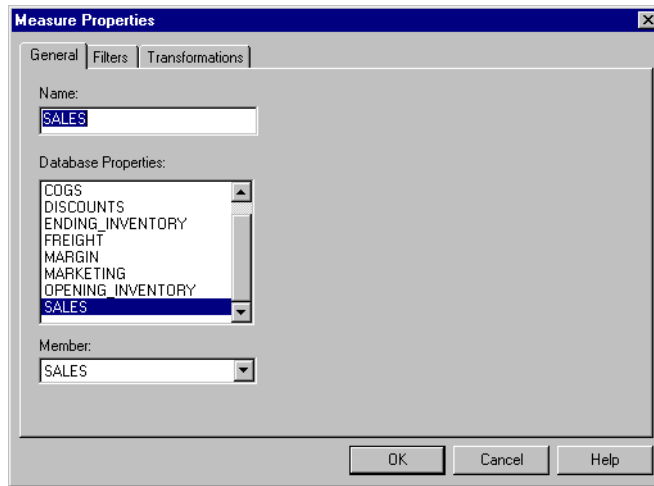 Measure Properties
General Filters Transformations
Name:
SALES
Database Properties:
COGS
DISCOUNTS
ENDING_INVENTORY
FREIGHT
MARGIN
MARKETING
OPENING_INVENTORY
SALES
Member:
SALES
OK Cancel Help